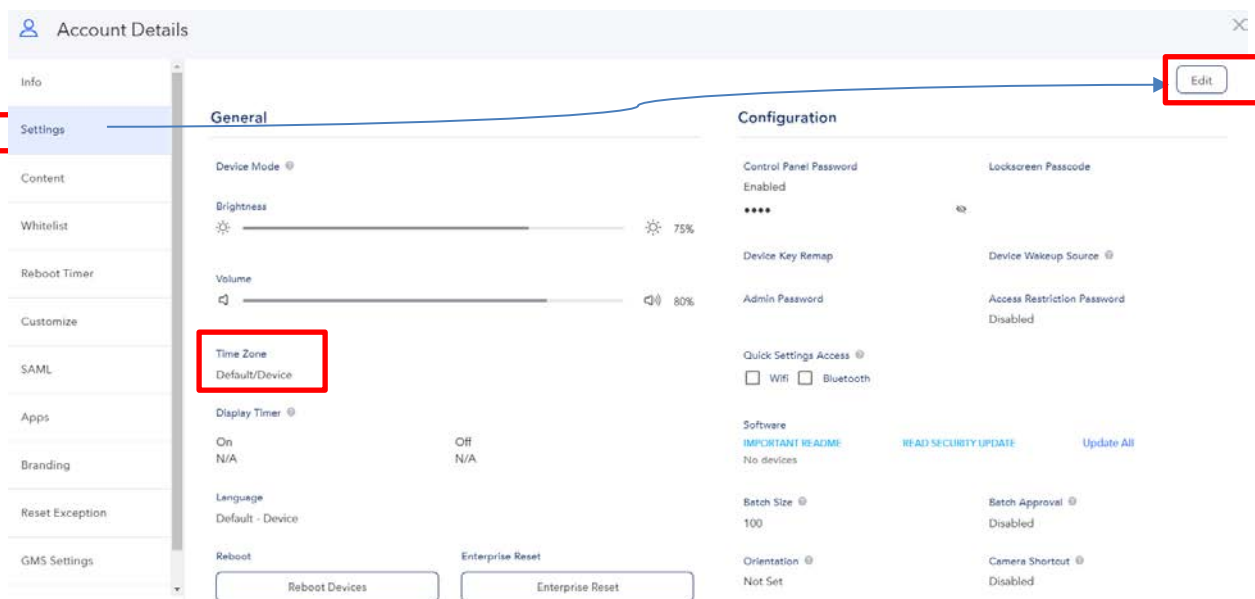 Account Details
Edit
Info
Settings
Content
Whitelist
Reboot Timer
Customize
SAML
Apps
Branding
Reset Exception
GMS Settings
General
Device Mode
Brightness
75%
Volume
80%
Time Zone
Default/Device
Display Timer
On
Off
N/A
N/A
Language
Default - Device
Reboot
Enterprise Reset
Reboot Devices
Enterprise Reset
Configuration
Control Panel Password
Lockscreen Passcode
Enabled
••••
Device Key Remap
Device Wakeup Source
Admin Password
Access Restriction Password
Disabled
Quick Settings Access
Wifi
Bluetooth
Software
IMPORTANT README
READ SECURITY UPDATE
Update All
No devices
Batch Size
Batch Approval
100
Disabled
Orientation
Camera Shortcut
Not Set
Disabled